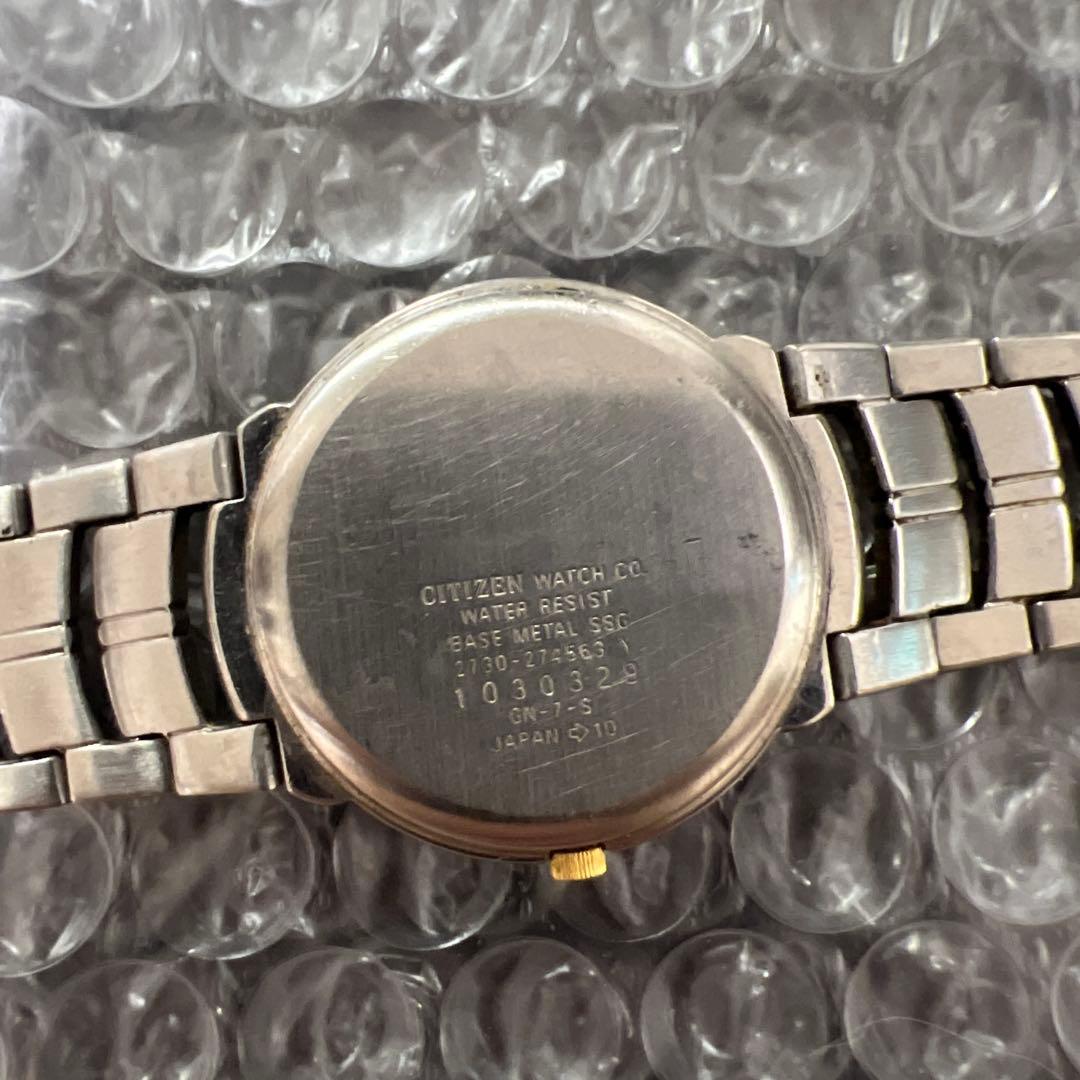 CITIZEN WATCH CO.
WATER RESIST
BASE METAL SSG
2730-274563 Y
1030329
GN-7-S
JAPAN ➩10